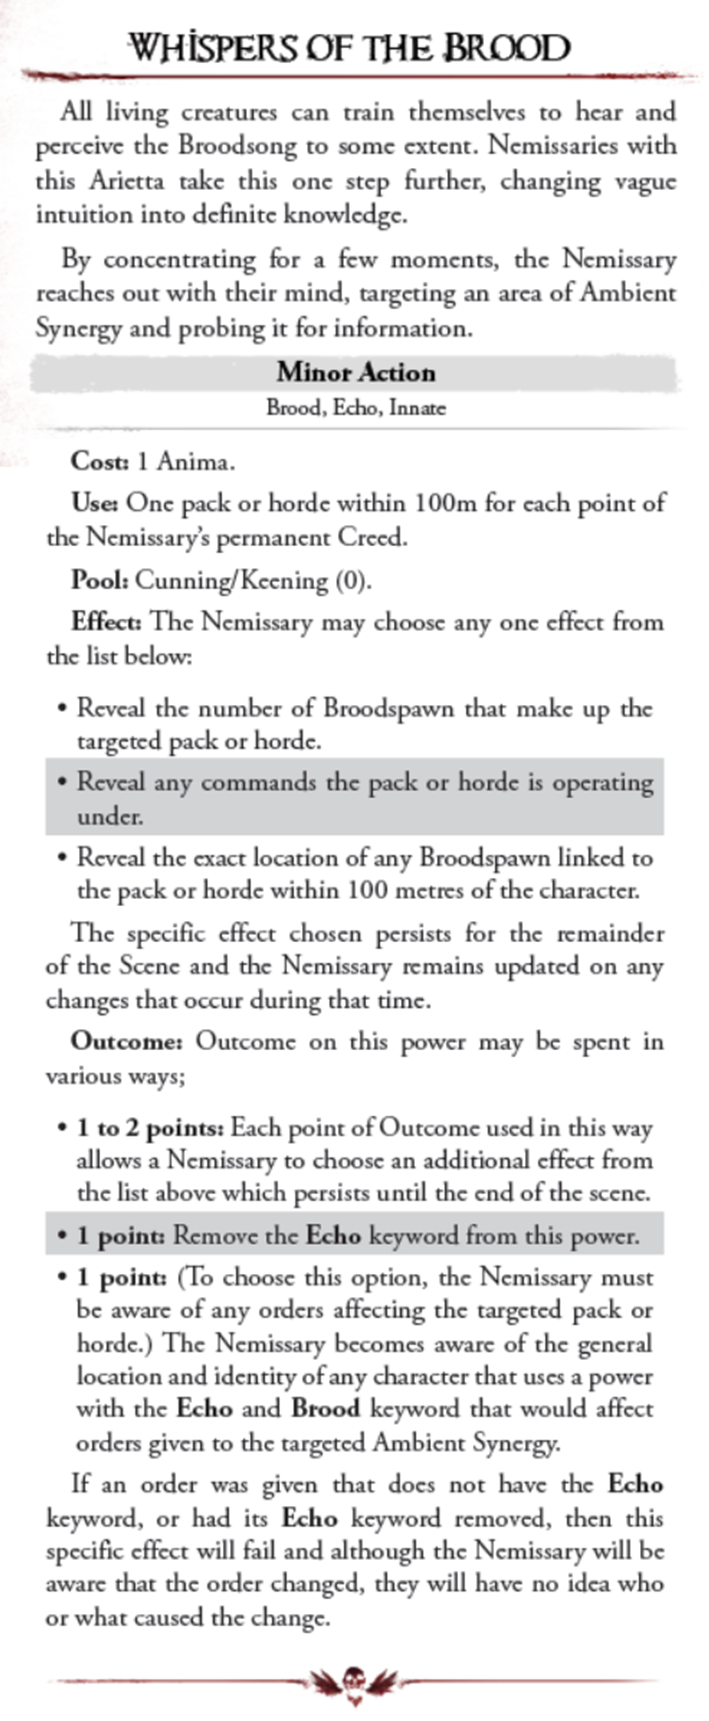 WHISPERS OF THE BROOD
All living creatures can train themselves to hear and
perceive the Broodsong to some extent. Nemissaries with
this Arietta take this one step further, changing vague
intuition into definite knowledge.
By concentrating for a few moments, the Nemissary
reaches out with their mind, targeting an area of Ambient
Synergy and probing it for information.
Minor Action
Brood, Echo, Innate
Cost: 1 Anima.
Use: One pack or horde within 100m for each point of
the Nemissary's permanent Creed.
Pool: Cunning/Keening (0).
Effect: The Nemissary may choose any one effect from
the list below:
• Reveal the number of Broodspawn that make up the
targeted pack or horde.
• Reveal any commands the pack or horde is operating
under.
• Reveal the exact location of any Broodspawn linked to
the pack or horde within 100 metres of the character.
The specific effect chosen persists for the remainder
of the Scene and the Nemissary remains updated on any
changes that occur during that time.
Outcome: Outcome on this power may be spent in
various ways;
• 1 to 2 points: Each point of Outcome used in this way
allows a Nemissary to choose an additional effect from
the list above which persists until the end of the scene.
• 1 point: Remove the Echo keyword from this power.
• 1 point: (To choose this option, the Nemissary must
be aware of any orders affecting the targeted pack or
horde.) The Nemissary becomes aware of the general
location and identity of any character that uses a power
with the Echo and Brood keyword that would affect
orders given to the targeted Ambient Synergy.
If an order was given that does not have the Echo
keyword, or had its Echo keyword removed, then this
specific effect will fail and although the Nemissary will be
aware that the order changed, they will have no idea who
or what caused the change.